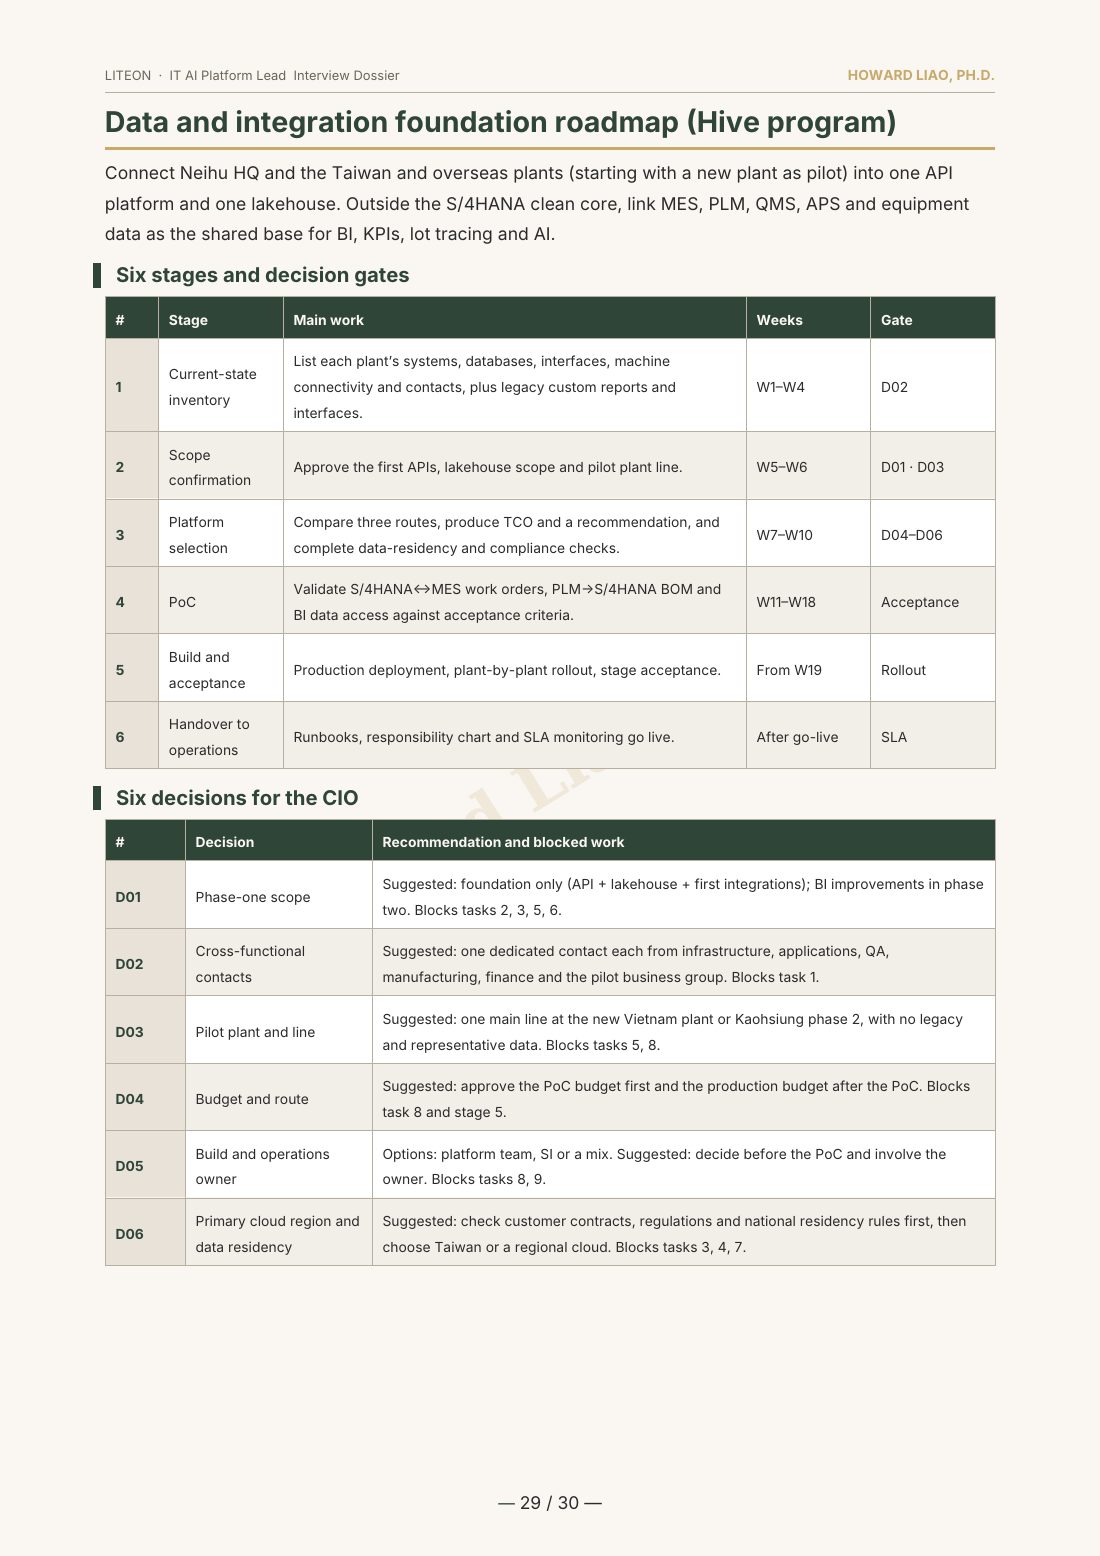 LITEON · IT AI Platform Lead Interview Dossier
HOWARD LIAO, PH.D.
Data and integration foundation roadmap (Hive program)
Connect Neihu HQ and the Taiwan and overseas plants (starting with a new plant as pilot) into one API
platform and one lakehouse. Outside the S/4HANA clean core, link MES, PLM, QMS, APS and equipment
data as the shared base for BI, KPIs, lot tracing and AI.
Six stages and decision gates
# Stage Main work Weeks Gate
1 Current-state inventory List each plant's systems, databases, interfaces, machine
connectivity and contacts, plus legacy custom reports and
interfaces. W1–W4 D02
2 Scope confirmation Approve the first APIs, lakehouse scope and pilot plant line. W5–W6 D01 · D03
3 Platform selection Compare three routes, produce TCO and a recommendation, and
complete data-residency and compliance checks. W7–W10 D04–D06
4 PoC Validate S/4HANA↔MES work orders, PLM→S/4HANA BOM and
BI data access against acceptance criteria. W11–W18 Acceptance
5 Build and acceptance Production deployment, plant-by-plant rollout, stage acceptance. From W19 Rollout
6 Handover to operations Runbooks, responsibility chart and SLA monitoring go live. After go-live SLA
Six decisions for the CIO
# Decision Recommendation and blocked work
D01 Phase-one scope Suggested: foundation only (API + lakehouse + first integrations); BI improvements in phase
two. Blocks tasks 2, 3, 5, 6.
D02 Cross-functional contacts Suggested: one dedicated contact each from infrastructure, applications, QA,
manufacturing, finance and the pilot business group. Blocks task 1.
D03 Pilot plant and line Suggested: one main line at the new Vietnam plant or Kaohsiung phase 2, with no legacy
and representative data. Blocks tasks 5, 8.
D04 Budget and route Suggested: approve the PoC budget first and the production budget after the PoC. Blocks
task 8 and stage 5.
D05 Build and operations owner Options: platform team, SI or a mix. Suggested: decide before the PoC and involve the
owner. Blocks tasks 8, 9.
D06 Primary cloud region and data residency Suggested: check customer contracts, regulations and national residency rules first, then
choose Taiwan or a regional cloud. Blocks tasks 3, 4, 7.
— 29 / 30 —